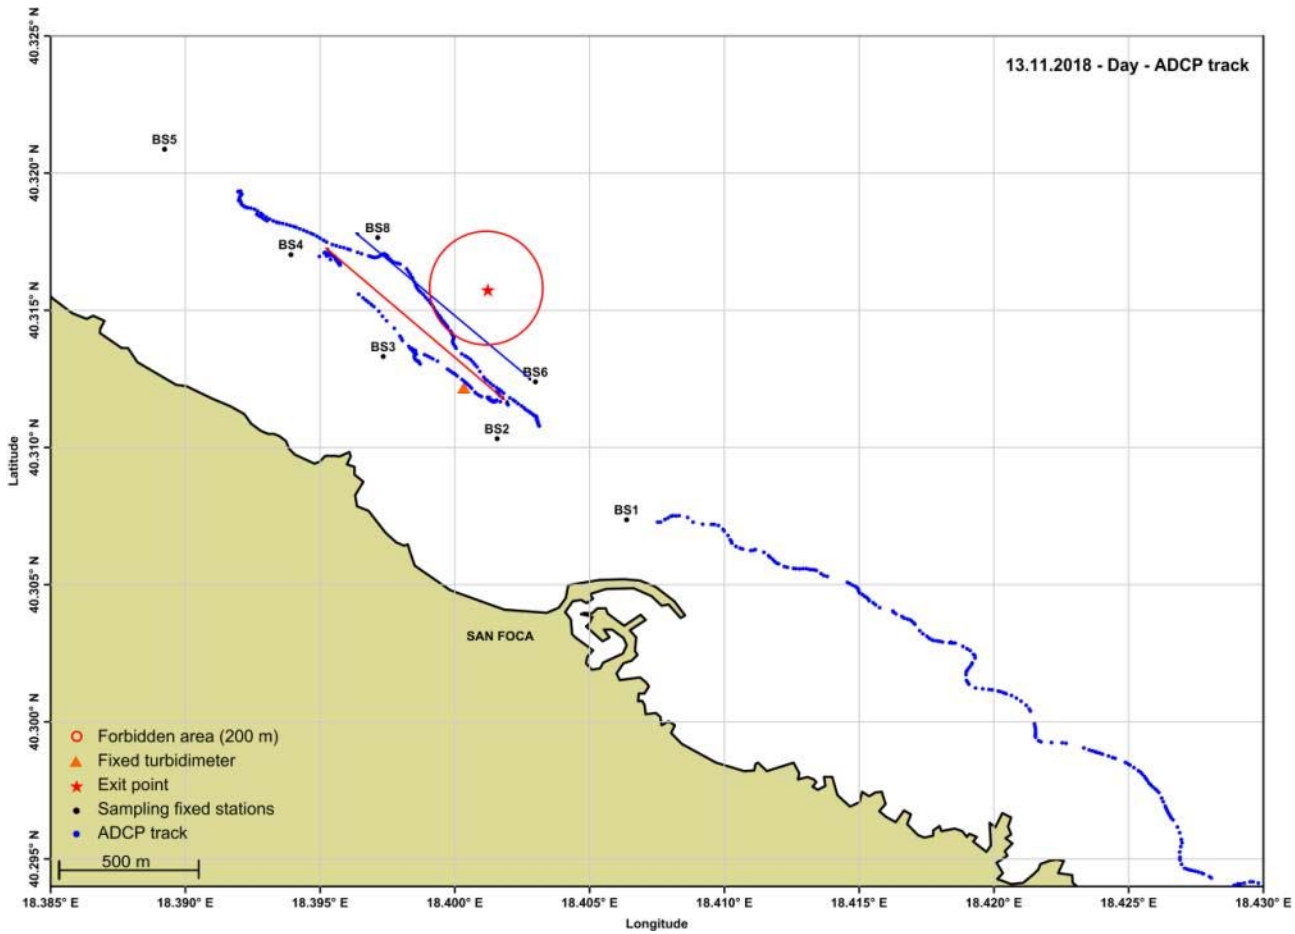 13.11.2018 - Day - ADCP track
BS5
BS8
BS4
BS3
BS6
BS2
BS1
SAN FOCA
Forbidden area (200 m)
Fixed turbidimeter
Exit point
Sampling fixed stations
ADCP track
500 m
Latitude
40.325° N
40.320° N
40.315° N
40.310° N
40.305° N
40.300° N
40.295° N
18.385° E 18.390° E 18.395° E 18.400° E 18.405° E 18.410° E 18.415° E 18.420° E 18.425° E 18.430° E
Longitude